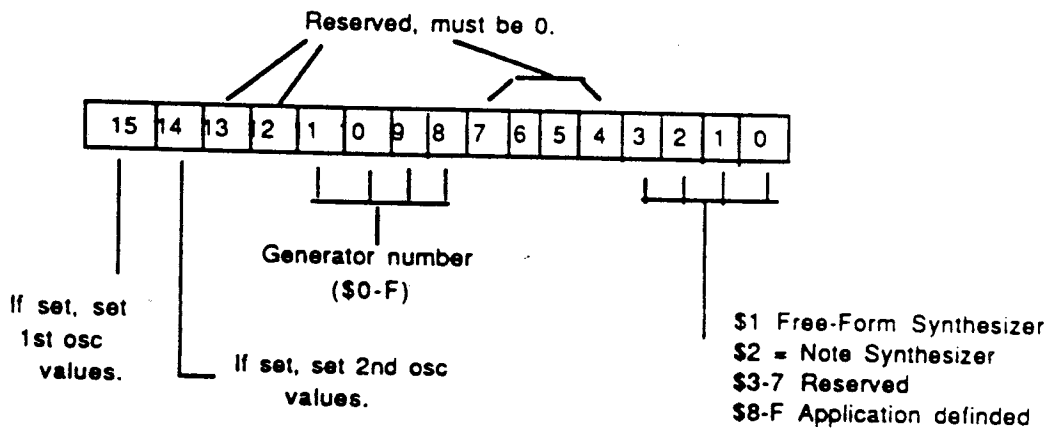 Reserved, must be 0.
15 14 13 12 1 0 9 8 7 6 5 4 3 2 1 0
Generator number
($0-F)
If set, set
1st osc
values.
If set, set 2nd osc
values.
$1 Free-Form Synthesizer
$2 = Note Synthesizer
$3-7 Reserved
$8-F Application definded